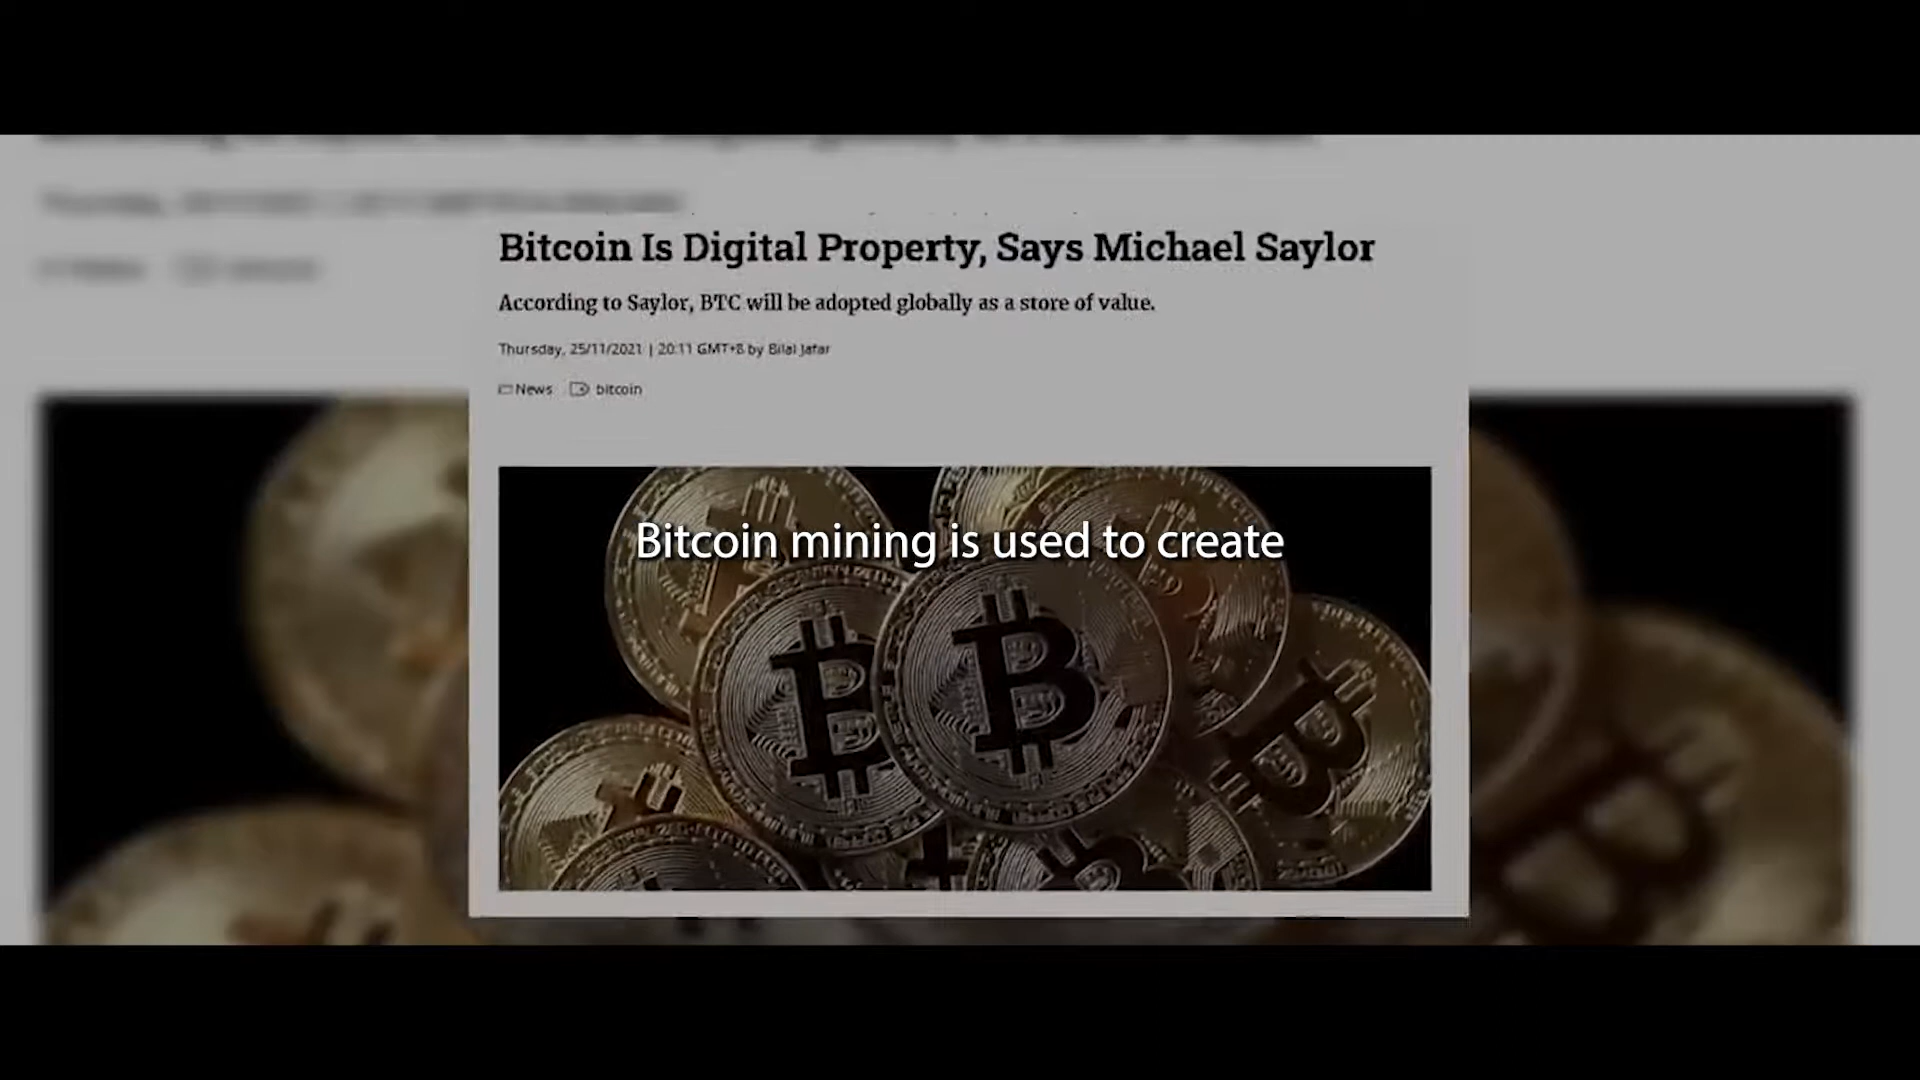 Bitcoin Is Digital Property, Says Michael Saylor
According to Saylor, BTC will be adopted globally as a store of value.
Thursday, 25/11/2021 | 20:11 GMT+8 by Bilal Jafar
News bitcoin
Bitcoin mining is used to create